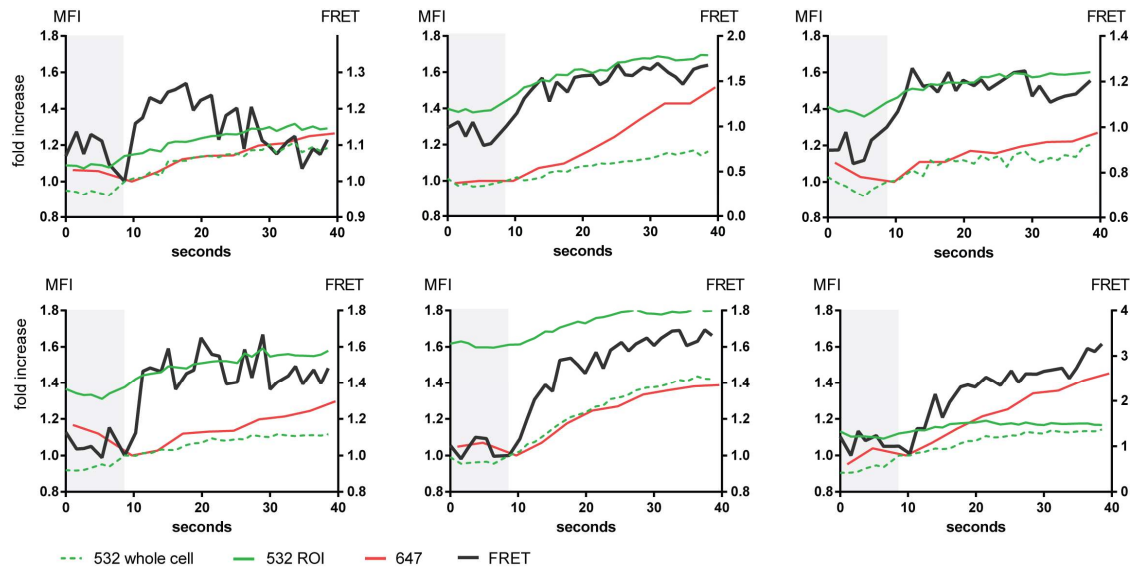 MFI FRET MFI FRET MFI FRET
1.8 1.8 2.0 1.8 1.4
1.6 1.3 1.6 1.5 1.6 1.2
1.4 1.2 1.4 1.0 1.4 1.0
1.2 1.1 1.2 0.5 1.2 0.8
1.0 1.0 1.0 1.0
0.8 0.9 0.8 0.0 0.8 0.6
fold increase
0 10 20 30 40 0 10 20 30 40 0 10 20 30 40
seconds seconds seconds
MFI FRET MFI FRET MFI FRET
1.8 1.8 1.8 1.8 1.8 4
1.6 1.6 1.6 1.6 1.6 3
1.4 1.4 1.4 1.4 1.4
1.2 1.2 1.2 1.2 1.2 2
1.0 1.0 1.0 1.0 1.0 1
0.8 0.8 0.8 0.8 0.8 0
fold increase
0 10 20 30 40 0 10 20 30 40 0 10 20 30 40
seconds seconds seconds
532 whole cell 532 ROI 647 FRET